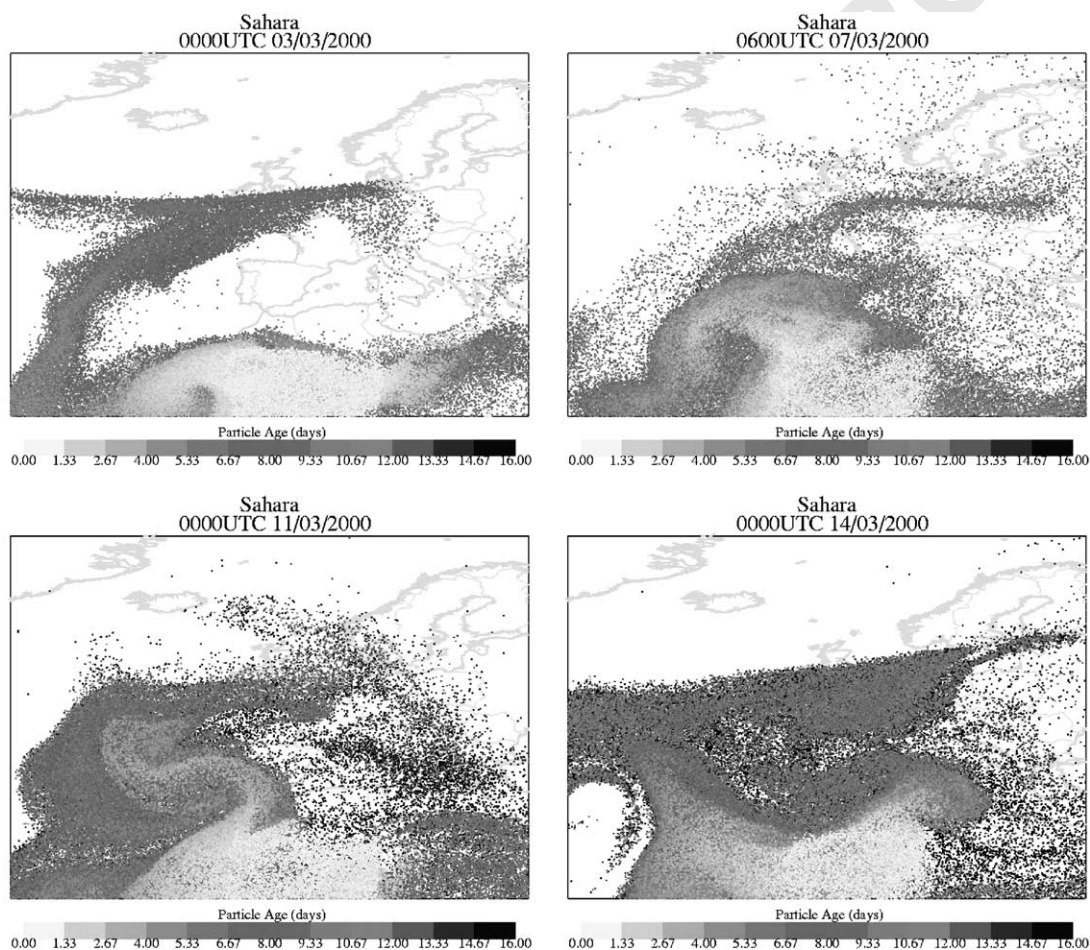 Sahara
0000UTC 03/03/2000
Particle Age (days)
0.00 1.33 2.67 4.00 5.33 6.67 8.00 9.33 10.67 12.00 13.33 14.67 16.00
Sahara
0600UTC 07/03/2000
Particle Age (days)
0.00 1.33 2.67 4.00 5.33 6.67 8.00 9.33 10.67 12.00 13.33 14.67 16.00
Sahara
0000UTC 11/03/2000
Particle Age (days)
0.00 1.33 2.67 4.00 5.33 6.67 8.00 9.33 10.67 12.00 13.33 14.67 16.00
Sahara
0000UTC 14/03/2000
Particle Age (days)
0.00 1.33 2.67 4.00 5.33 6.67 8.00 9.33 10.67 12.00 13.33 14.67 16.00